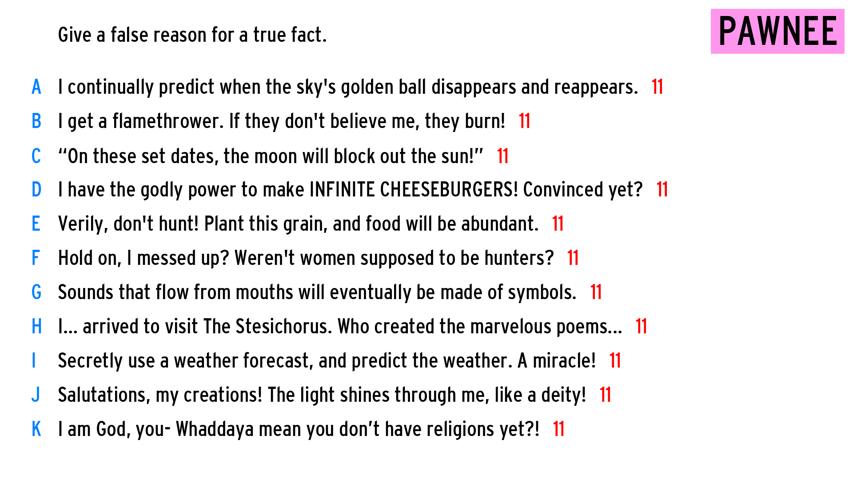 Give a false reason for a true fact.
PAWNEE
A I continually predict when the sky's golden ball disappears and reappears. 11
B I get a flamethrower. If they don't believe me, they burn! 11
C “On these set dates, the moon will block out the sun!” 11
D I have the godly power to make INFINITE CHEESEBURGERS! Convinced yet? 11
E Verily, don't hunt! Plant this grain, and food will be abundant. 11
F Hold on, I messed up? Weren't women supposed to be hunters? 11
G Sounds that flow from mouths will eventually be made of symbols. 11
H I... arrived to visit The Stesichorus. Who created the marvelous poems... 11
I Secretly use a weather forecast, and predict the weather. A miracle! 11
J Salutations, my creations! The light shines through me, like a deity! 11
K I am God, you- Whaddaya mean you don’t have religions yet?! 11